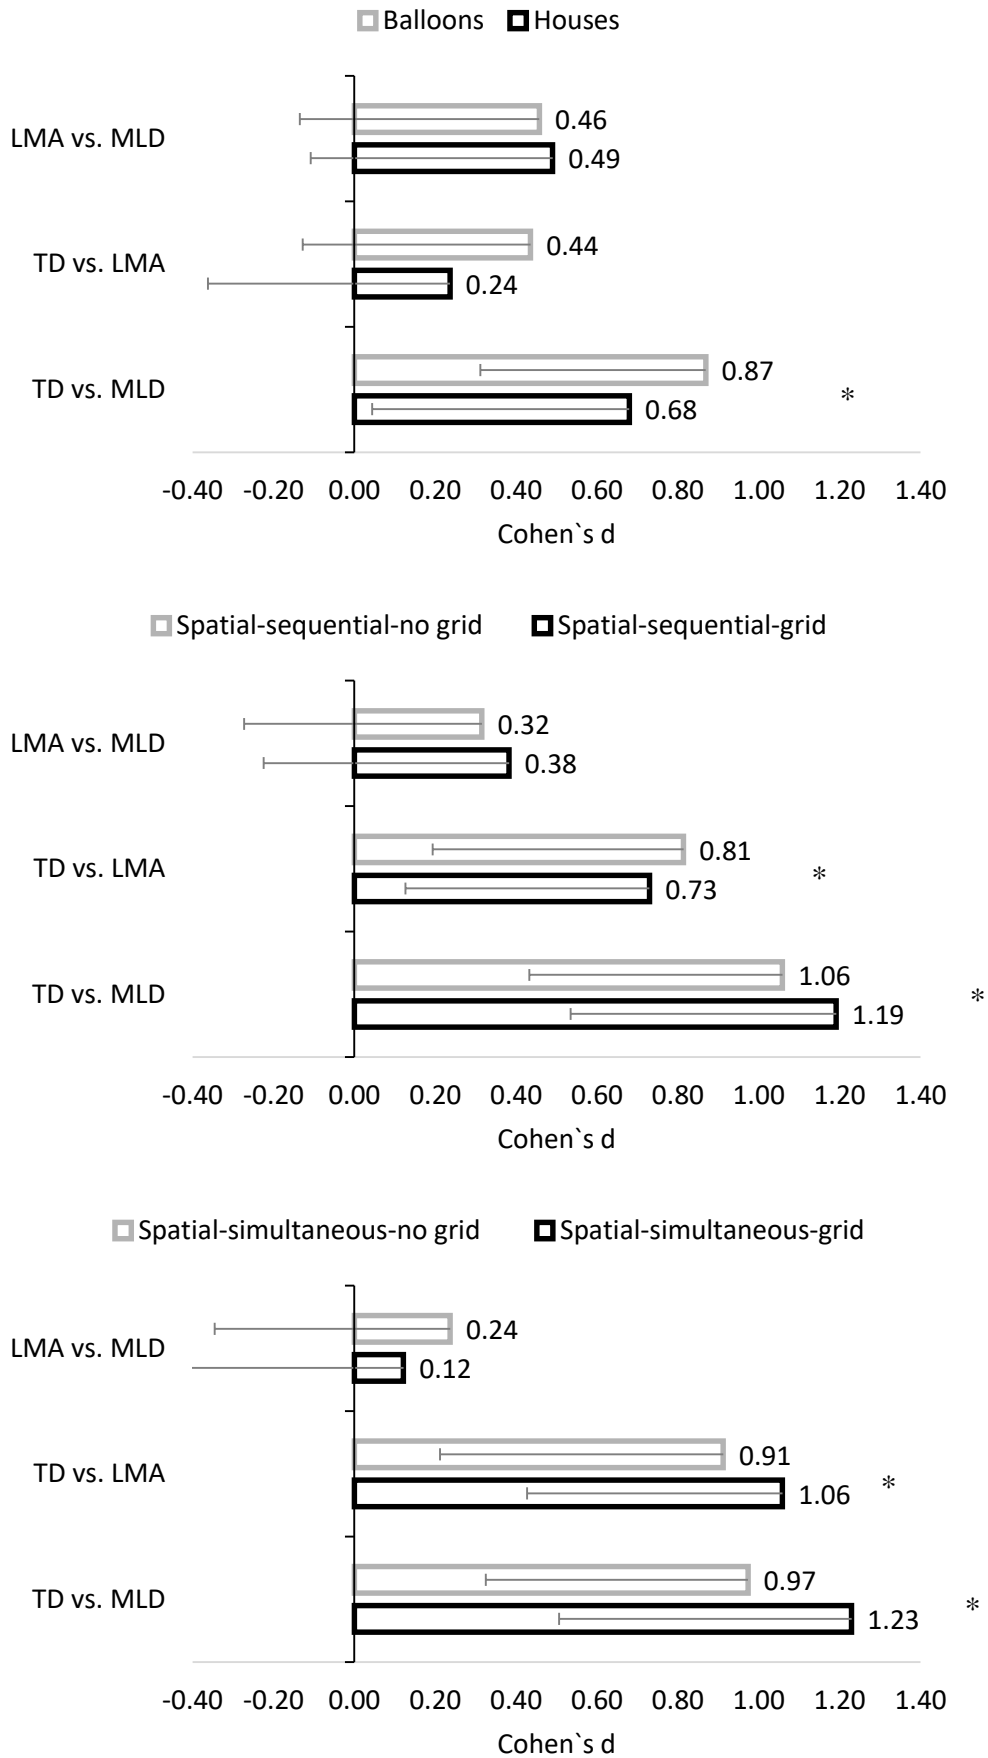 Balloons Houses
LMA vs. MLD
0.46
0.49
TD vs. LMA
0.44
0.24
TD vs. MLD
0.87
0.68
*
-0.40 -0.20 0.00 0.20 0.40 0.60 0.80 1.00 1.20 1.40
Cohen`s d
Spatial-sequential-no grid Spatial-sequential-grid
LMA vs. MLD
0.32
0.38
TD vs. LMA
0.81
0.73
*
TD vs. MLD
1.06
1.19
*
-0.40 -0.20 0.00 0.20 0.40 0.60 0.80 1.00 1.20 1.40
Cohen`s d
Spatial-simultaneous-no grid Spatial-simultaneous-grid
LMA vs. MLD
0.24
0.12
TD vs. LMA
0.91
1.06
*
TD vs. MLD
0.97
1.23
*
-0.40 -0.20 0.00 0.20 0.40 0.60 0.80 1.00 1.20 1.40
Cohen`s d